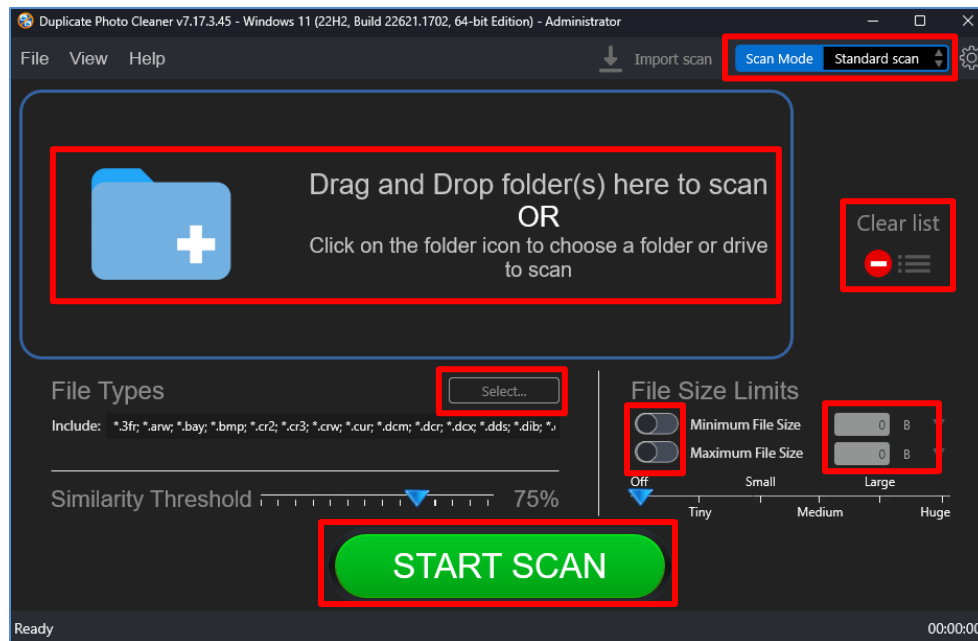 Duplicate Photo Cleaner v7.17.3.45 - Windows 11 (22H2, Build 22621.1702, 64-bit Edition) - Administrator
File View Help Import scan Scan Mode Standard scan
Drag and Drop folder(s) here to scan
OR
Click on the folder icon to choose a folder or drive
to scan
Clear list
File Types Select...
Include: *.3fr; *.arw; *.bay; *.bmp; *.cr2; *.cr3; *.crw; *.cur; *.dcm; *.dcr; *.dcx; *.dds; *.dib; *.
Similarity Threshold 75%
File Size Limits
Minimum File Size 0 B
Maximum File Size 0 B
Off Small Large
Tiny Medium Huge
START SCAN
Ready 00:00:00